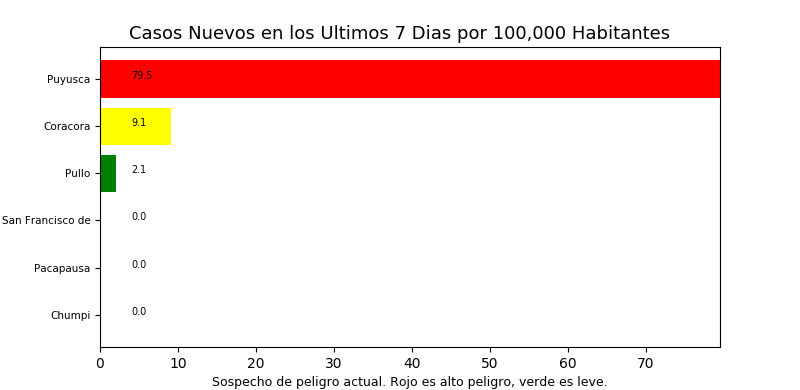 Casos Nuevos en los Ultimos 7 Dias por 100,000 Habitantes
Puyusca 79.5
Coracora 9.1
Pullo 2.1
San Francisco de 0.0
Pacapausa 0.0
Chumpi 0.0
0 10 20 30 40 50 60 70
Sospecho de peligro actual. Rojo es alto peligro, verde es leve.